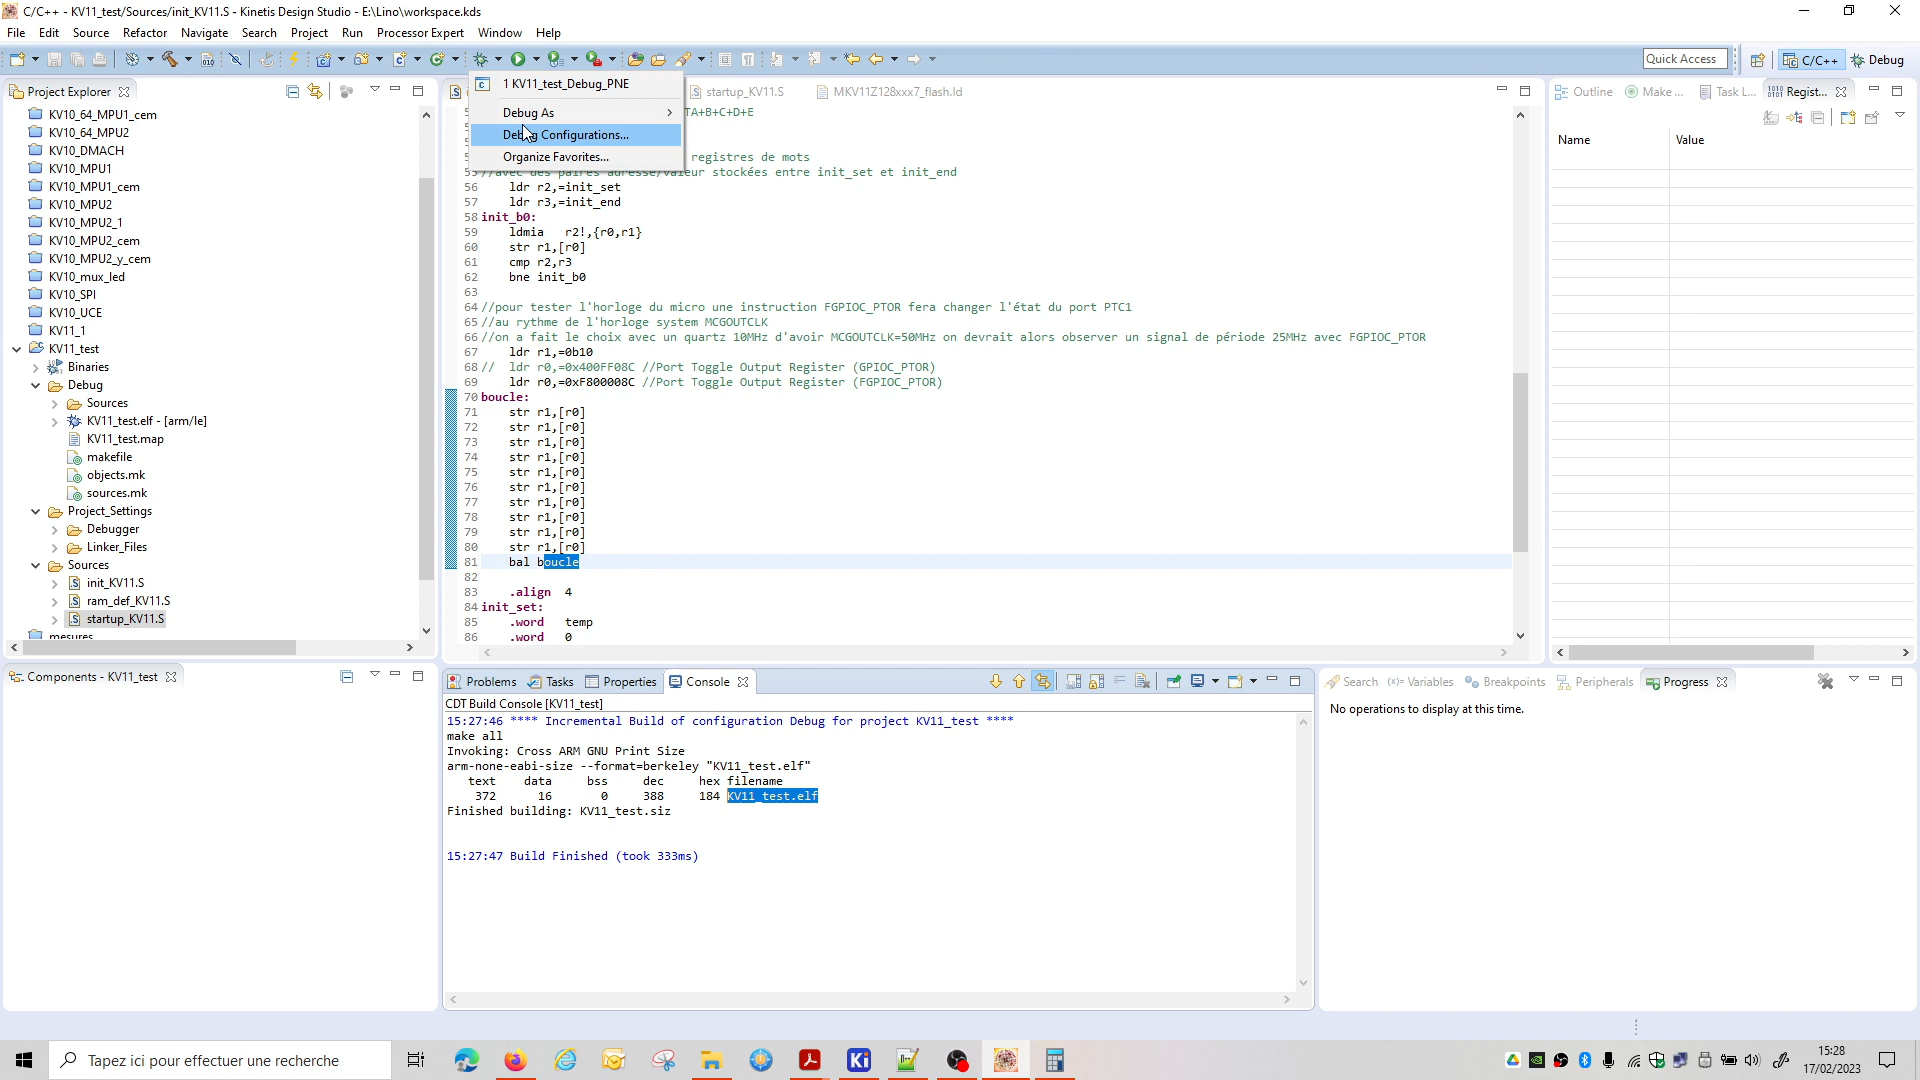 C/C++ - KV11_test/Sources/init_KV11.S - Kinetis Design Studio - E:\Lino\workspace.kds
File Edit Source Refactor Navigate Search Project Run Processor Expert Window Help
Quick Access
C/C++
Debug
Project Explorer
KV10_64_MPU1_cem
KV10_64_MPU2
KV10_DMACH
KV10_MPU1
KV10_MPU1_cem
KV10_MPU2
KV10_MPU2_1
KV10_MPU2_cem
KV10_MPU2_y_cem
KV10_mux_led
KV10_SPI
KV10_UCE
KV11_1
KV11_test
Binaries
Debug
Sources
KV11_test.elf - [arm/le]
KV11_test.map
makefile
objects.mk
sources.mk
Project_Settings
Debugger
Linker_Files
Sources
init_KV11.S
ram_def_KV11.S
startup_KV11.S
mesures
1 KV11_test_Debug_PNE
Debug As
Debug Configurations...
Organize Favorites...
startup_KV11.S
MKV11Z128xxx7_flash.ld
TA+B+C+D+E
registres de mots
55 //avec des paires adresse/valeur stockées entre init_set et init_end
56 ldr r2,=init_set
57 ldr r3,=init_end
58 init_b0:
59 ldmia r2!,{r0,r1}
60 str r1,[r0]
61 cmp r2,r3
62 bne init_b0
63
64 //pour tester l'horloge du micro une instruction FGPIOC_PTOR fera changer l'état du port PTC1
65 //au rythme de l'horloge system MCGOUTCLK
66 //on a fait le choix avec un quartz 10MHz d'avoir MCGOUTCLK=50MHz on devrait alors observer un signal de période 25MHz avec FGPIOC_PTOR
67 ldr r1,=0b10
68 // ldr r0,=0x400FF08C //Port Toggle Output Register (GPIOC_PTOR)
69 ldr r0,=0xF800008C //Port Toggle Output Register (FGPIOC_PTOR)
70 boucle:
71 str r1,[r0]
72 str r1,[r0]
73 str r1,[r0]
74 str r1,[r0]
75 str r1,[r0]
76 str r1,[r0]
77 str r1,[r0]
78 str r1,[r0]
79 str r1,[r0]
80 str r1,[r0]
81 bal boucle
82
83 .align 4
84 init_set:
85 .word temp
86 .word 0
Outline
Make ...
Task L...
Regist...
Name Value
Components - KV11_test
Problems
Tasks
Properties
Console
CDT Build Console [KV11_test]
15:27:46 **** Incremental Build of configuration Debug for project KV11_test ****
make all
Invoking: Cross ARM GNU Print Size
arm-none-eabi-size --format=berkeley "KV11_test.elf"
text data bss dec hex filename
372 16 0 388 184 KV11_test.elf
Finished building: KV11_test.siz
15:27:47 Build Finished (took 333ms)
Search
Variables
Breakpoints
Peripherals
Progress
No operations to display at this time.
Tapez ici pour effectuer une recherche
15:28
17/02/2023